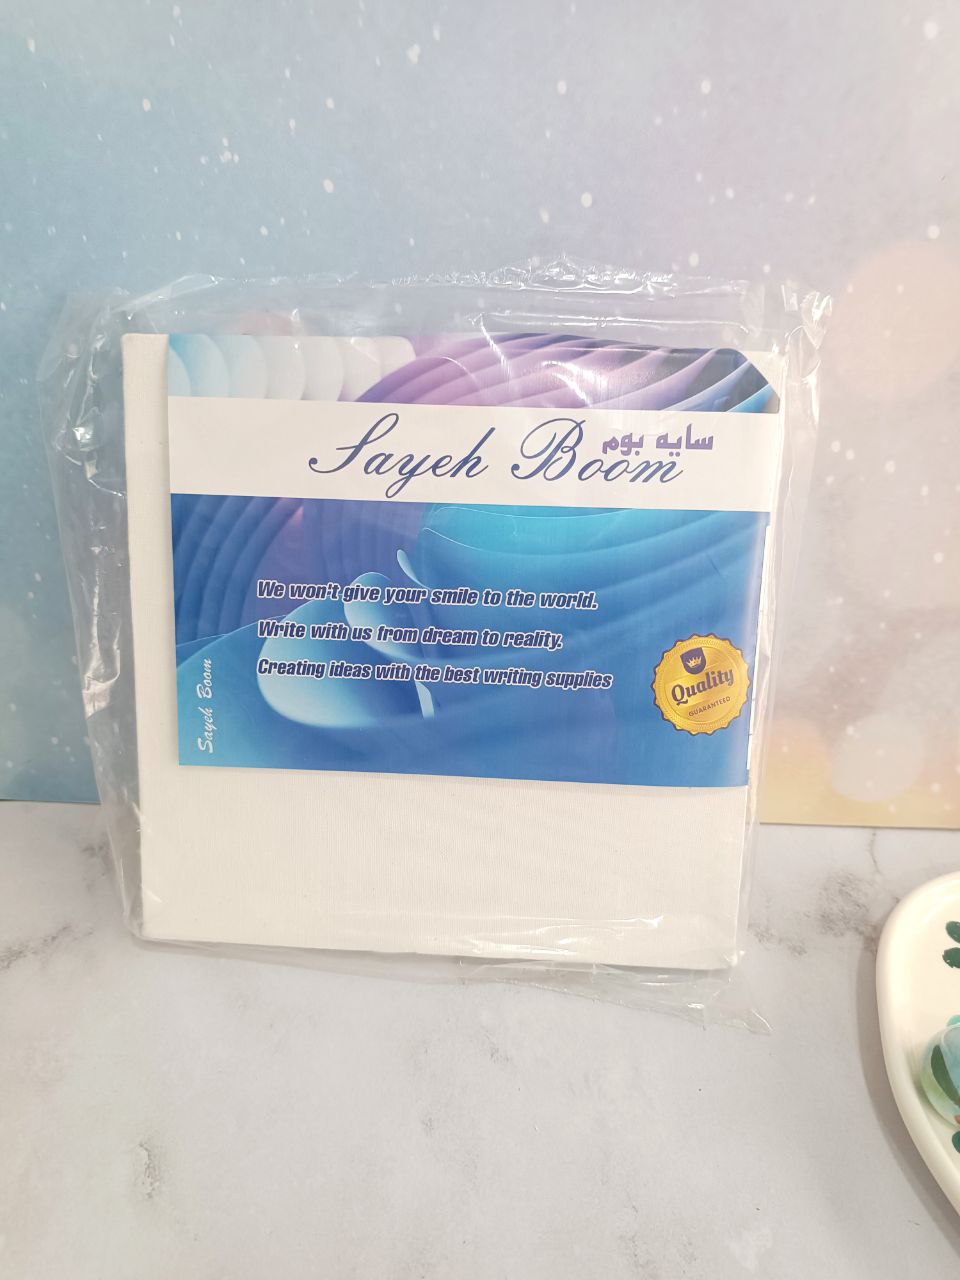 سایه بوم
Sayeh Boom
We won't give your smile to the world.
Write with us from dream to reality.
Creating ideas with the best writing supplies
Quality
GUARANTEED
Sayeh Boom